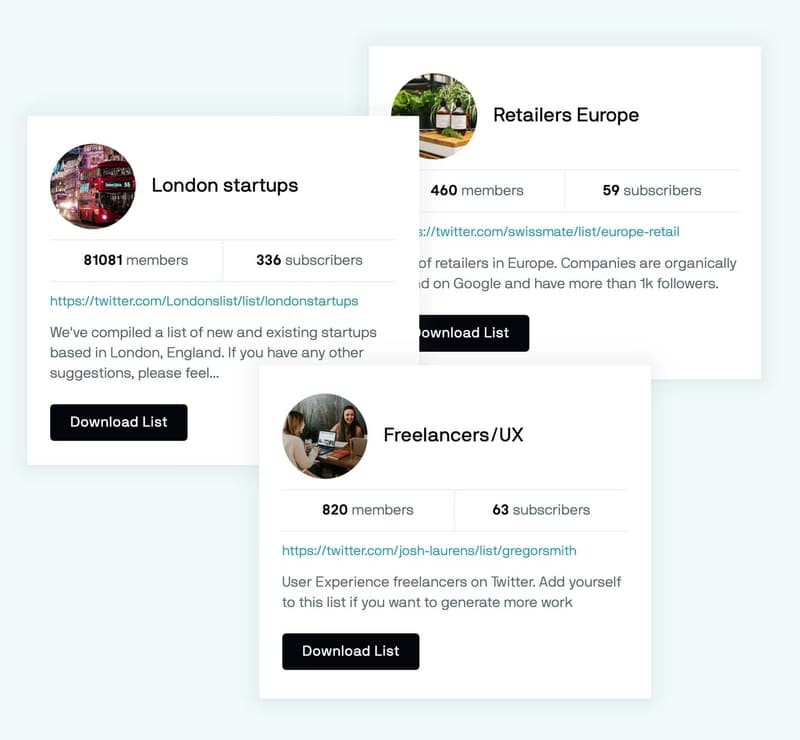 Retailers Europe
460 members
59 subscribers
s://twitter.com/swissmate/list/europe-retail
of retailers in Europe. Companies are organically
on Google and have more than 1k followers.
ownload List
London startups
81081 members
336 subscribers
https://twitter.com/Londonslist/list/londonstartups
We've compiled a list of new and existing startups
based in London, England. If you have any other
suggestions, please feel...
Download List
Freelancers/UX
820 members
63 subscribers
https://twitter.com/josh-laurens/list/gregorsmith
User Experience freelancers on Twitter. Add yourself
to this list if you want to generate more work
Download List